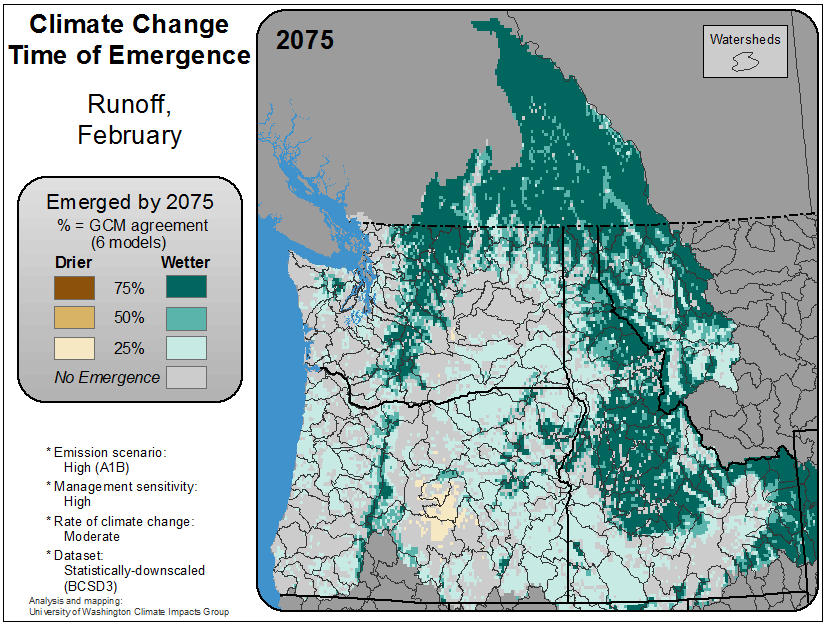 Climate Change
Time of Emergence
Runoff,
February
Emerged by 2075
% = GCM agreement
(6 models)
Drier Wetter
75%
50%
25%
No Emergence
* Emission scenario:
High (A1B)
* Management sensitivity:
High
* Rate of climate change:
Moderate
* Dataset:
Statistically-downscaled
(BCSD3)
Analysis and mapping:
University of Washington Climate Impacts Group
2075
Watersheds